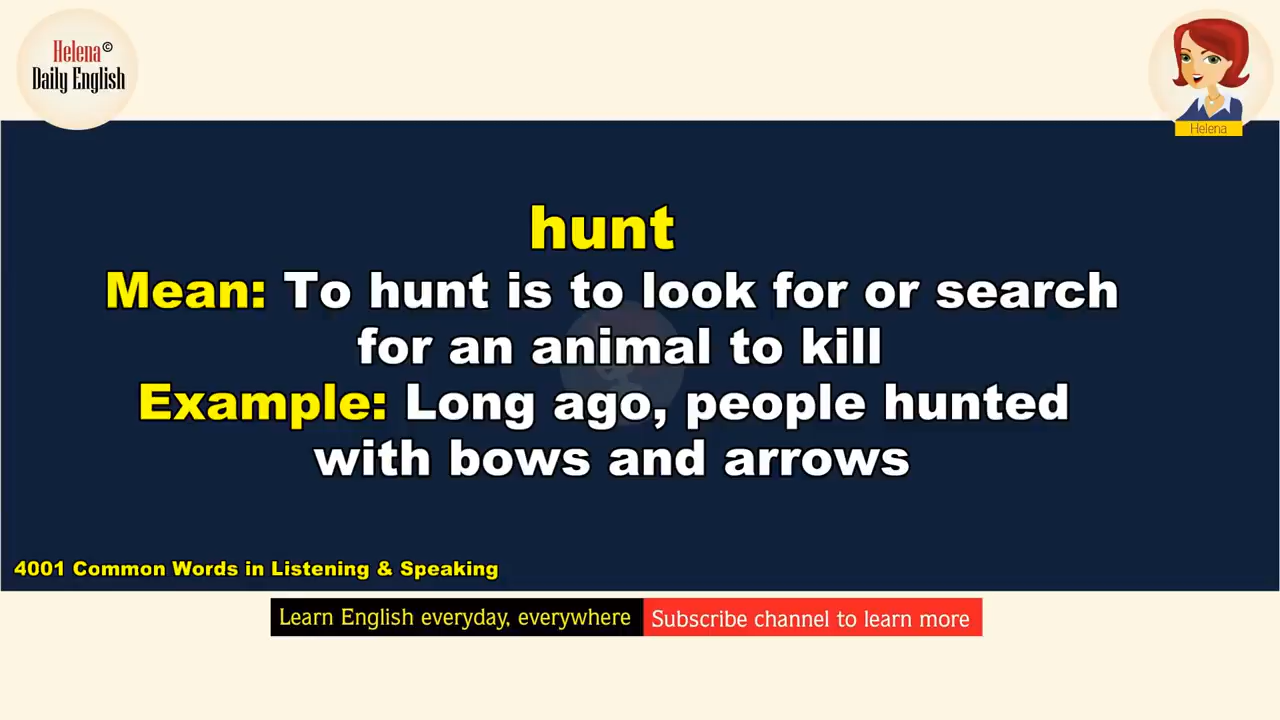 Helena©
Daily English
Helena
hunt
Mean: To hunt is to look for or search
for an animal to kill
Example: Long ago, people hunted
with bows and arrows
4001 Common Words in Listening & Speaking
Learn English everyday, everywhere
Subscribe channel to learn more